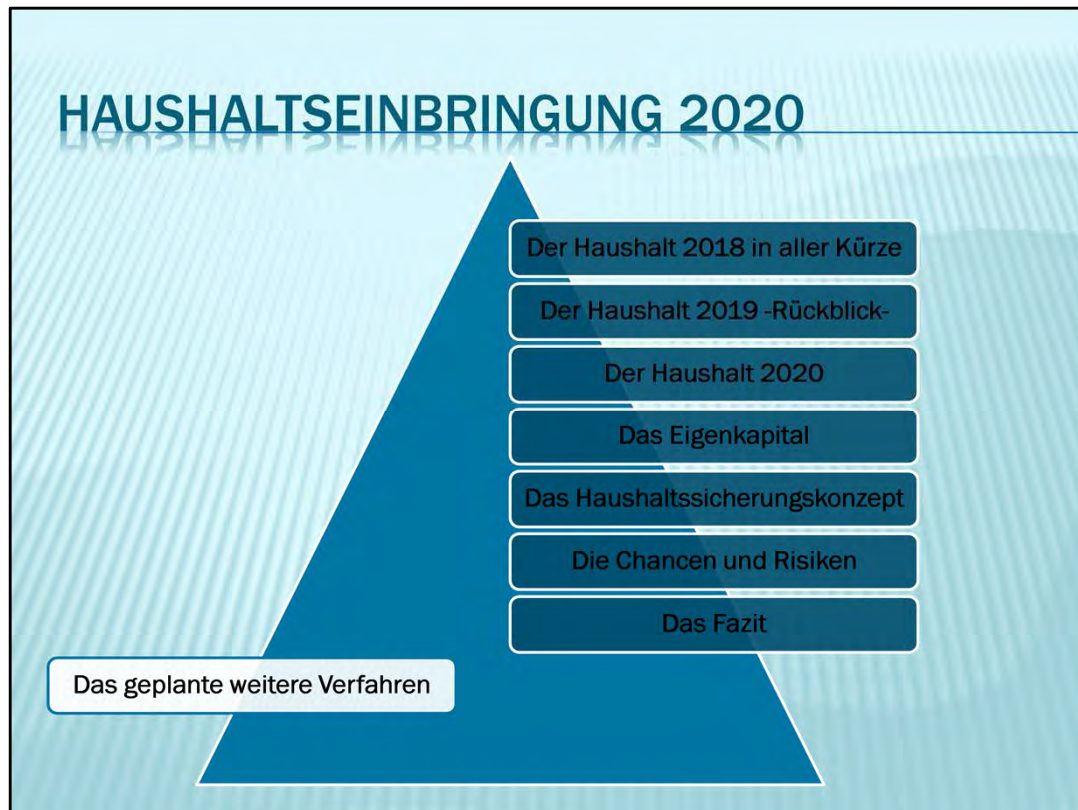 HAUSHALTSEINBRINGUNG 2020
Der Haushalt 2018 in aller Kürze
Der Haushalt 2019 -Rückblick-
Der Haushalt 2020
Das Eigenkapital
Das Haushaltssicherungskonzept
Die Chancen und Risiken
Das Fazit
Das geplante weitere Verfahren